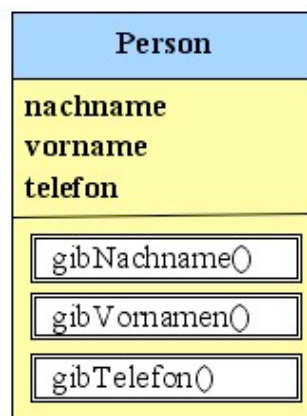 Person
nachname
vorname
telefon
gibNachname()
gibVornamen()
gibTelefon()